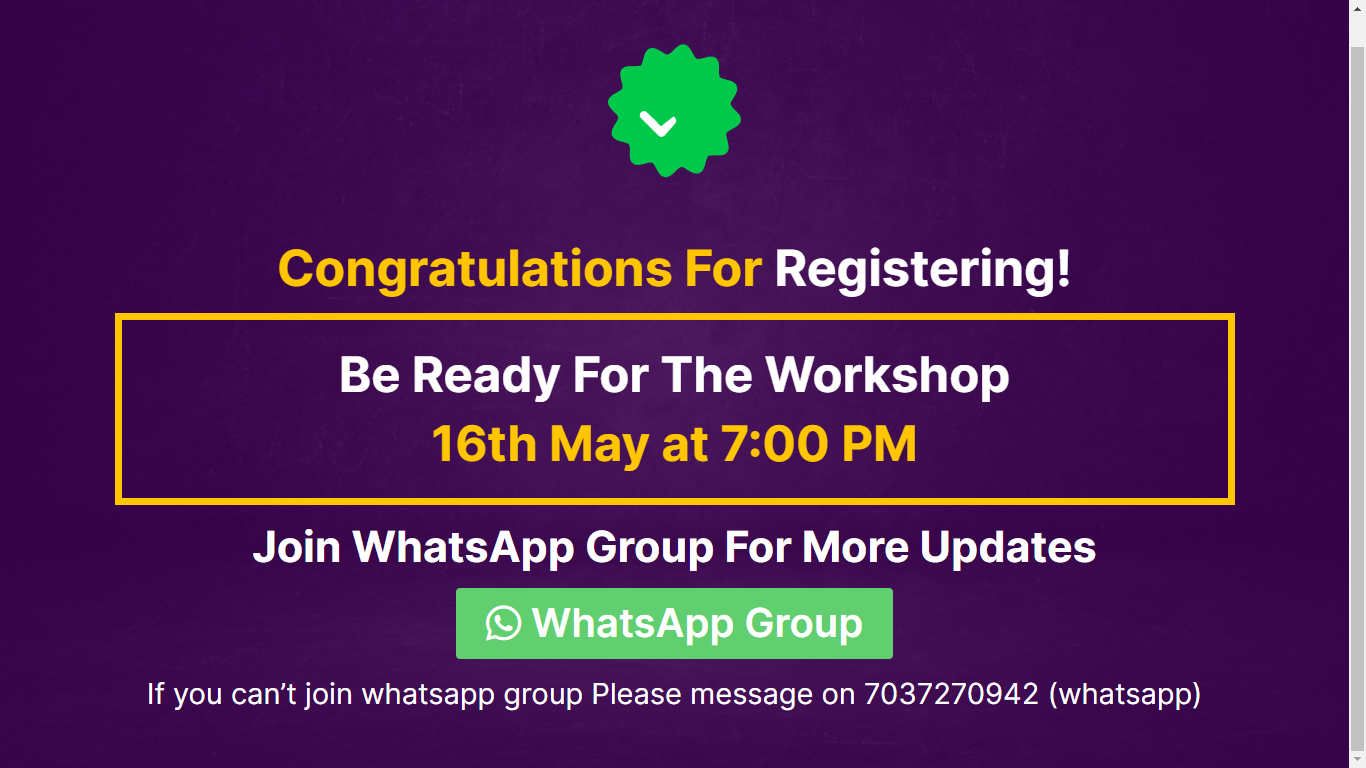 Congratulations For Registering!
Be Ready For The Workshop
16th May at 7:00 PM
Join WhatsApp Group For More Updates
WhatsApp Group
If you can’t join whatsapp group Please message on 7037270942 (whatsapp)